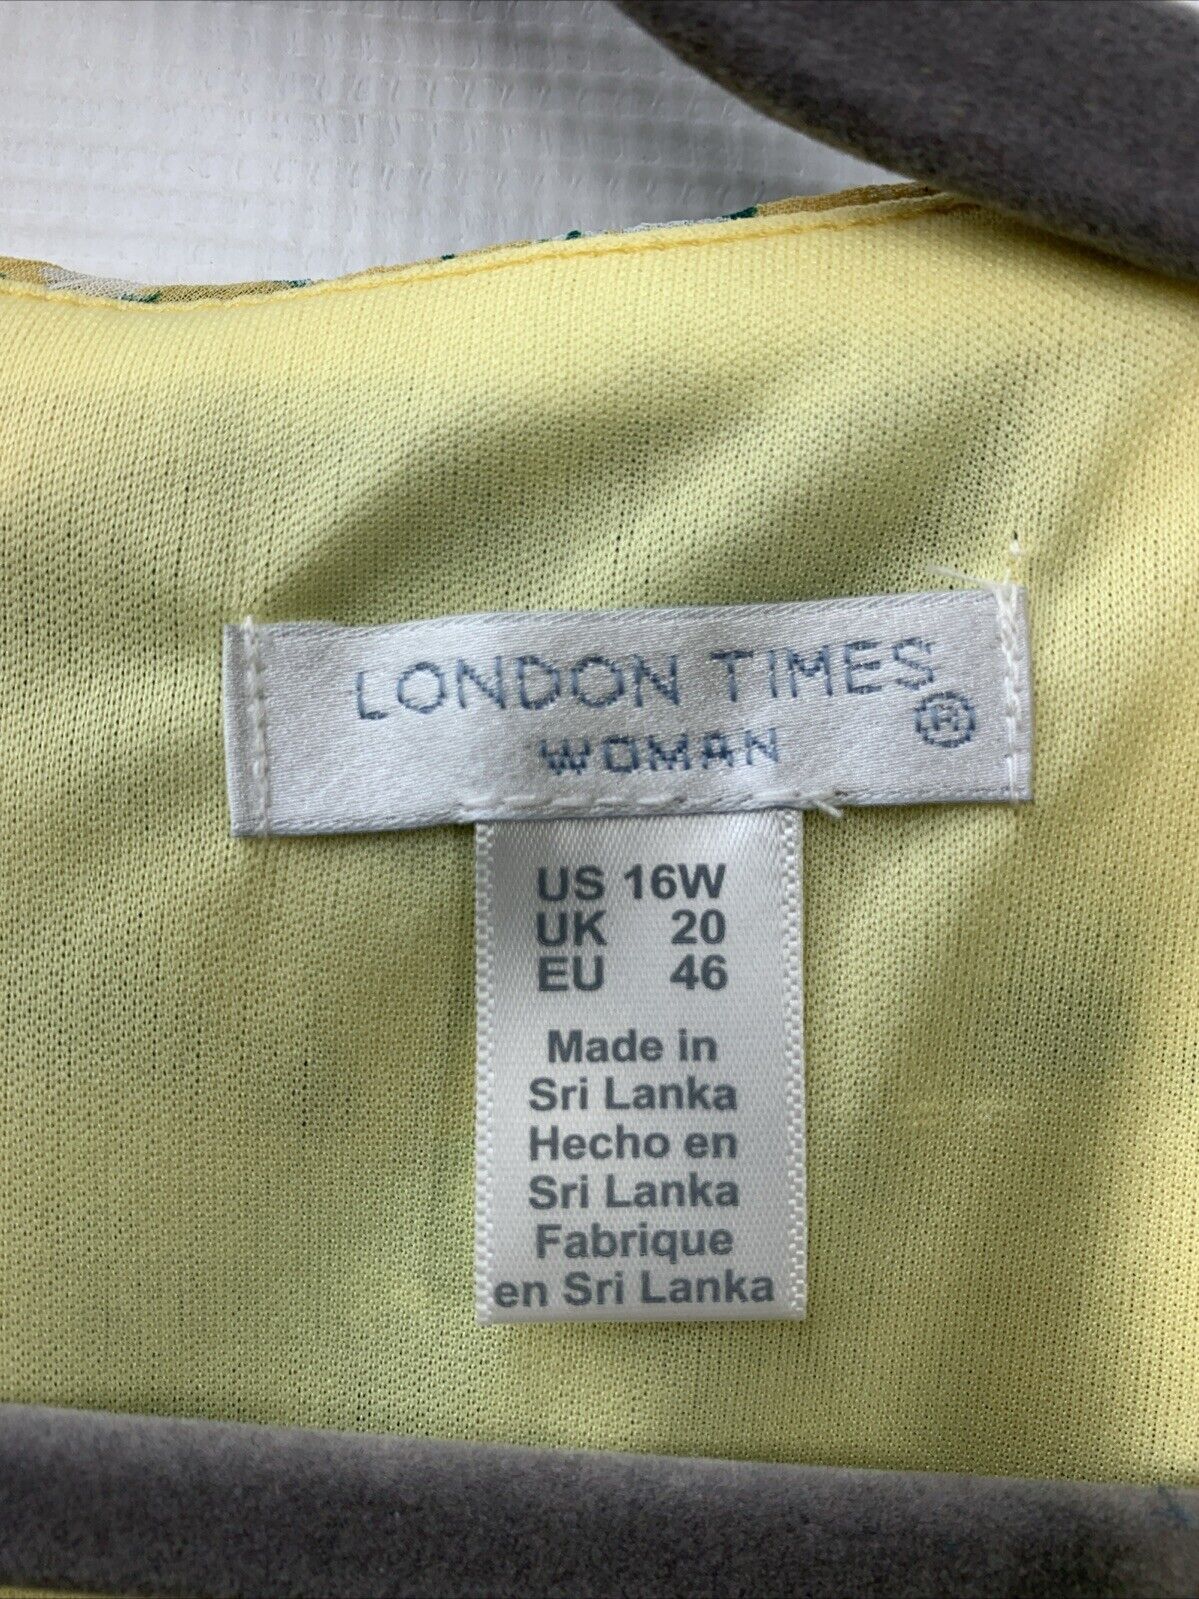 LONDON TIMES
WOMAN ®
US 16W
UK 20
EU 46
Made in
Sri Lanka
Hecho en
Sri Lanka
Fabrique
en Sri Lanka